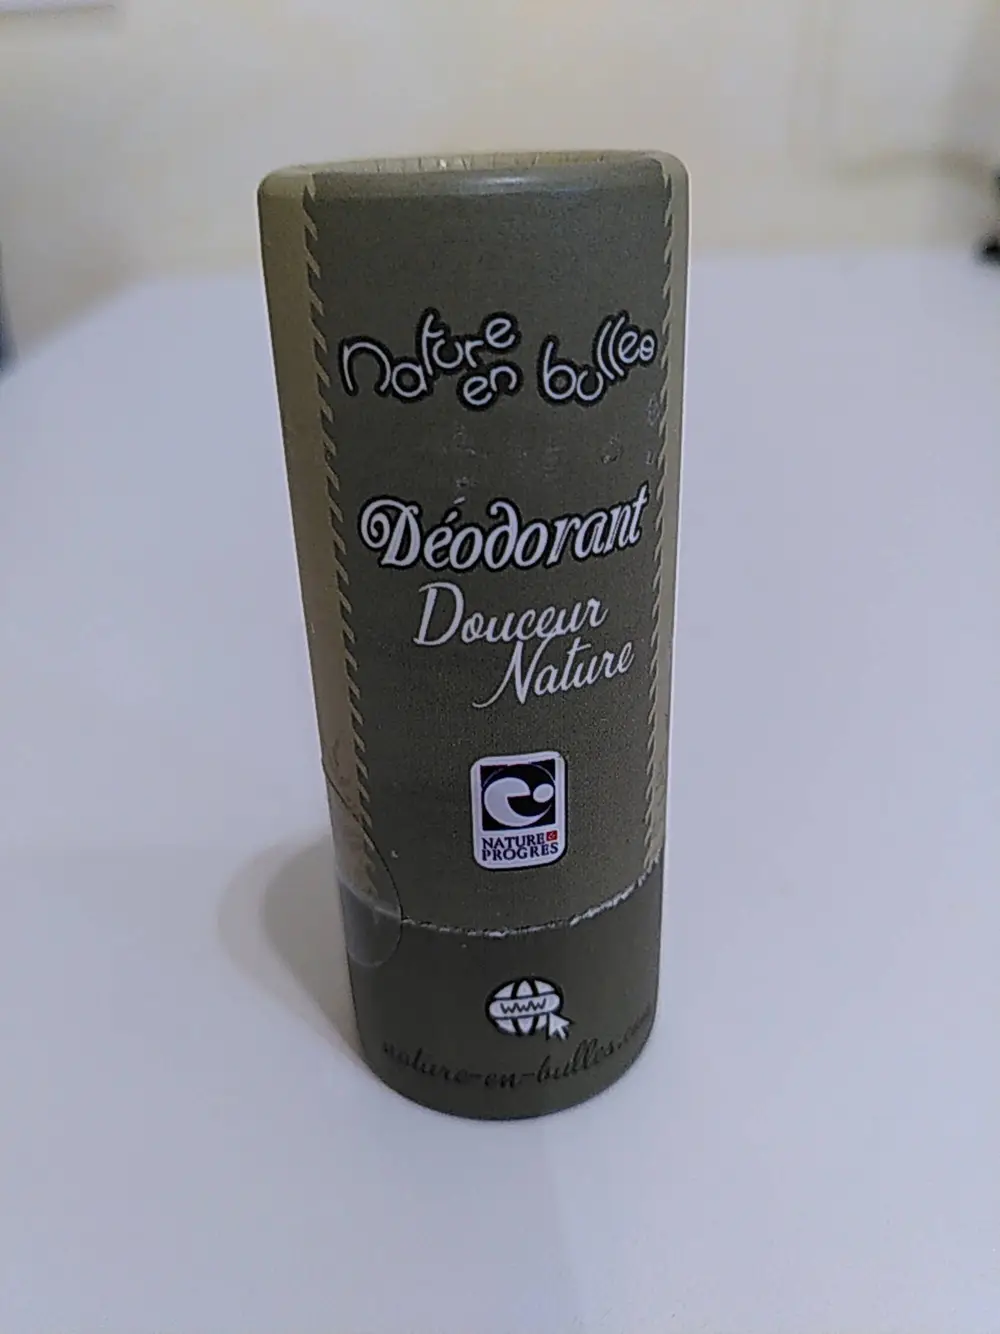 Nature en bulles
Déodorant
Douceur
Nature
NATURE &
PROGRES
www
nature-en-bulles.com